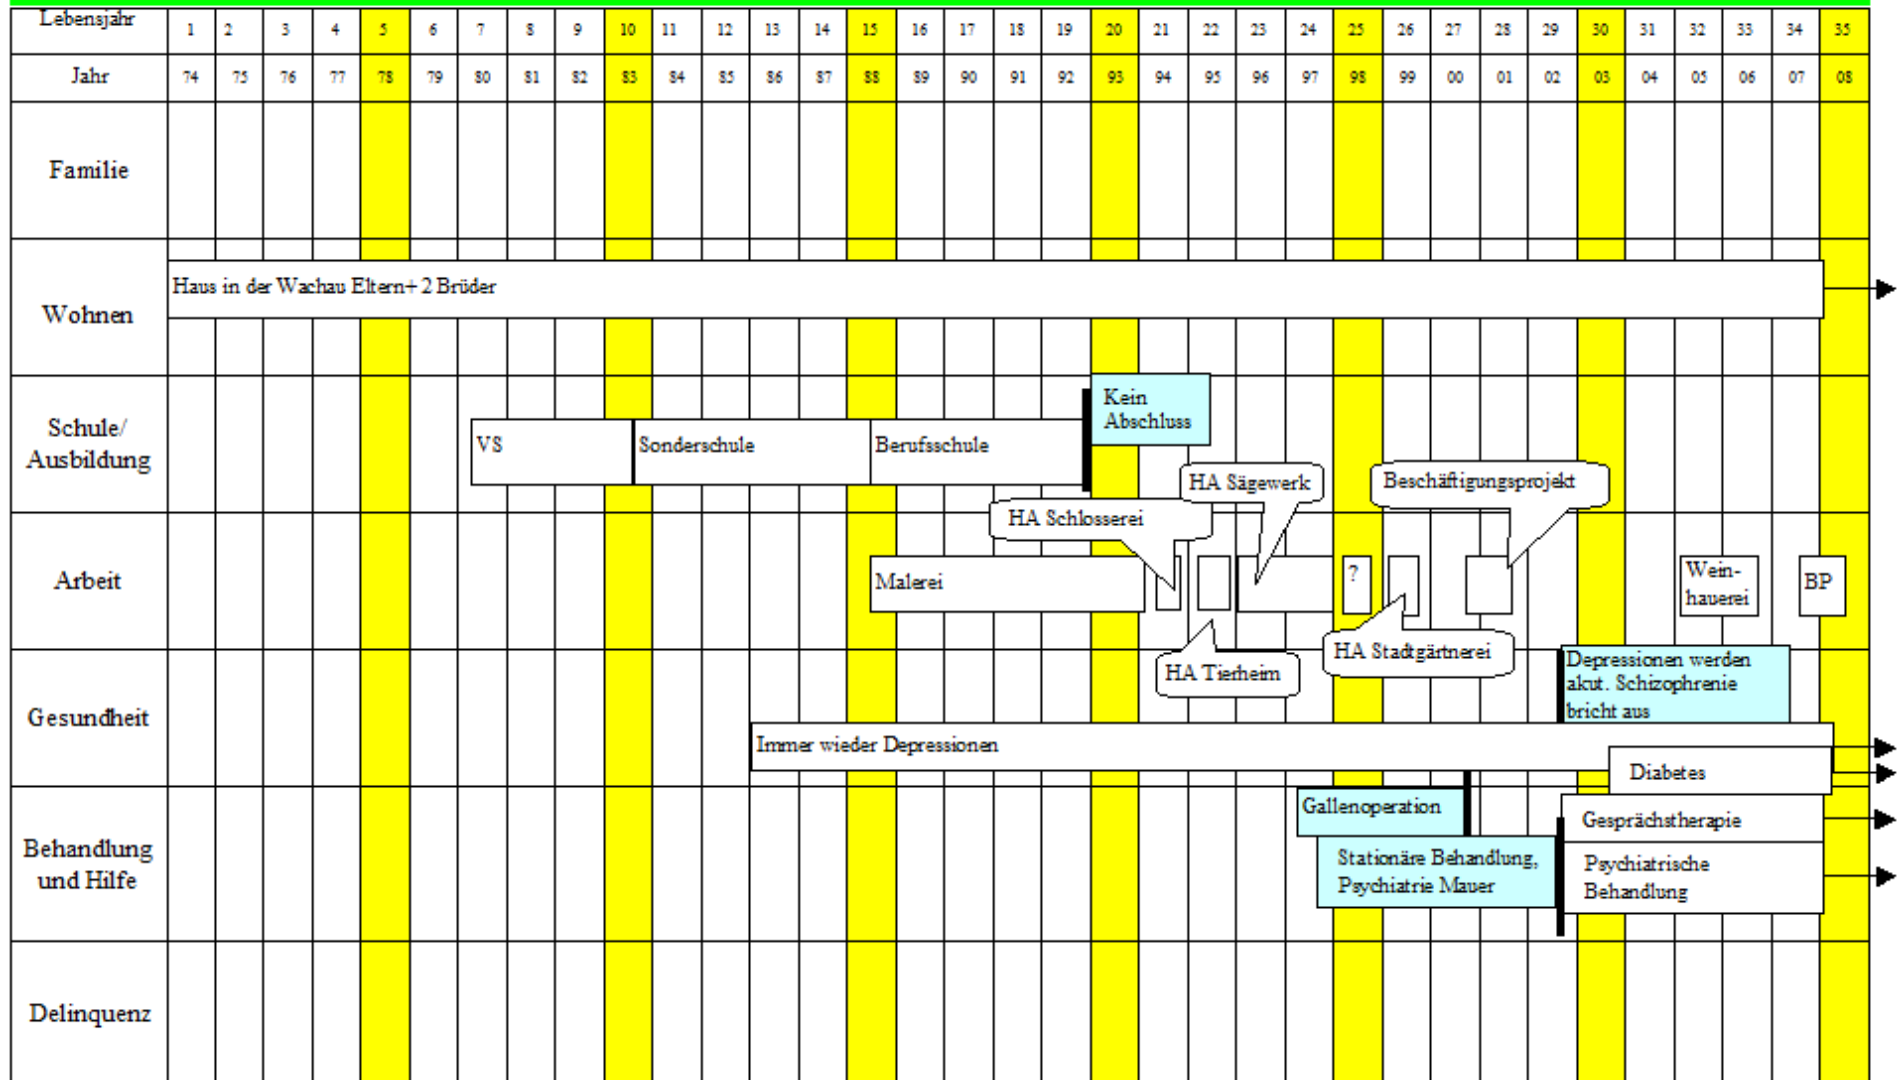 Lebensjahr 1 2 3 4 5 6 7 8 9 10 11 12 13 14 15 16 17 18 19 20 21 22 23 24 25 26 27 28 29 30 31 32 33 34 35
Jahr 74 75 76 77 78 79 80 81 82 83 84 85 86 87 88 89 90 91 92 93 94 95 96 97 98 99 00 01 02 03 04 05 06 07 08
Familie
Wohnen
Haus in der Wachau Eltern+ 2 Brüder
Schule/
Ausbildung
VS
Sonderschule
Berufsschule
Kein
Abschluss
HA Sägewerk
Beschäftigungsprojekt
HA Schlosserei
Arbeit
Malerei
?
Wein-
hauerei
BP
HA Tierheim
HA Stadtgärtnerei
Gesundheit
Depressionen werden
akut. Schizophrenie
bricht aus
Immer wieder Depressionen
Diabetes
Behandlung
und Hilfe
Gallenoperation
Stationäre Behandlung,
Psychiatrie Mauer
Gesprächstherapie
Psychiatrische
Behandlung
Delinquenz